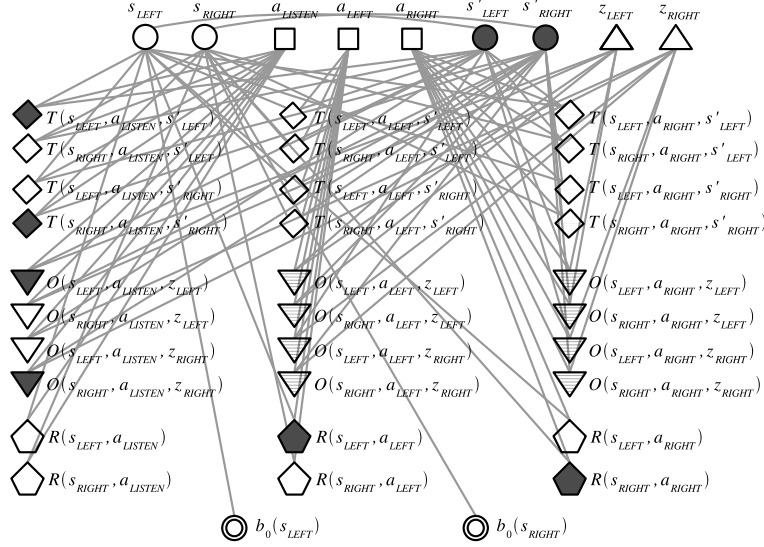 s_LEFT s_RIGHT a_LISTEN a_LEFT a_RIGHT s'_LEFT s'_RIGHT z_LEFT z_RIGHT
T(s_LEFT, a_LISTEN, s'_LEFT) T(s_LEFT, a_LEFT, s'_LEFT) T(s_LEFT, a_RIGHT, s'_LEFT)
T(s_RIGHT, a_LISTEN, s'_LEFT) T(s_RIGHT, a_LEFT, s'_LEFT) T(s_RIGHT, a_RIGHT, s'_LEFT)
T(s_LEFT, a_LISTEN, s'_RIGHT) T(s_LEFT, a_LEFT, s'_RIGHT) T(s_LEFT, a_RIGHT, s'_RIGHT)
T(s_RIGHT, a_LISTEN, s'_RIGHT) T(s_RIGHT, a_LEFT, s'_RIGHT) T(s_RIGHT, a_RIGHT, s'_RIGHT)
O(s_LEFT, a_LISTEN, z_LEFT) O(s_LEFT, a_LEFT, z_LEFT) O(s_LEFT, a_RIGHT, z_LEFT)
O(s_RIGHT, a_LISTEN, z_LEFT) O(s_RIGHT, a_LEFT, z_LEFT) O(s_RIGHT, a_RIGHT, z_LEFT)
O(s_LEFT, a_LISTEN, z_RIGHT) O(s_LEFT, a_LEFT, z_RIGHT) O(s_LEFT, a_RIGHT, z_RIGHT)
O(s_RIGHT, a_LISTEN, z_RIGHT) O(s_RIGHT, a_LEFT, z_RIGHT) O(s_RIGHT, a_RIGHT, z_RIGHT)
R(s_LEFT, a_LISTEN) R(s_LEFT, a_LEFT) R(s_LEFT, a_RIGHT)
R(s_RIGHT, a_LISTEN) R(s_RIGHT, a_LEFT) R(s_RIGHT, a_RIGHT)
b_0(s_LEFT) b_0(s_RIGHT)